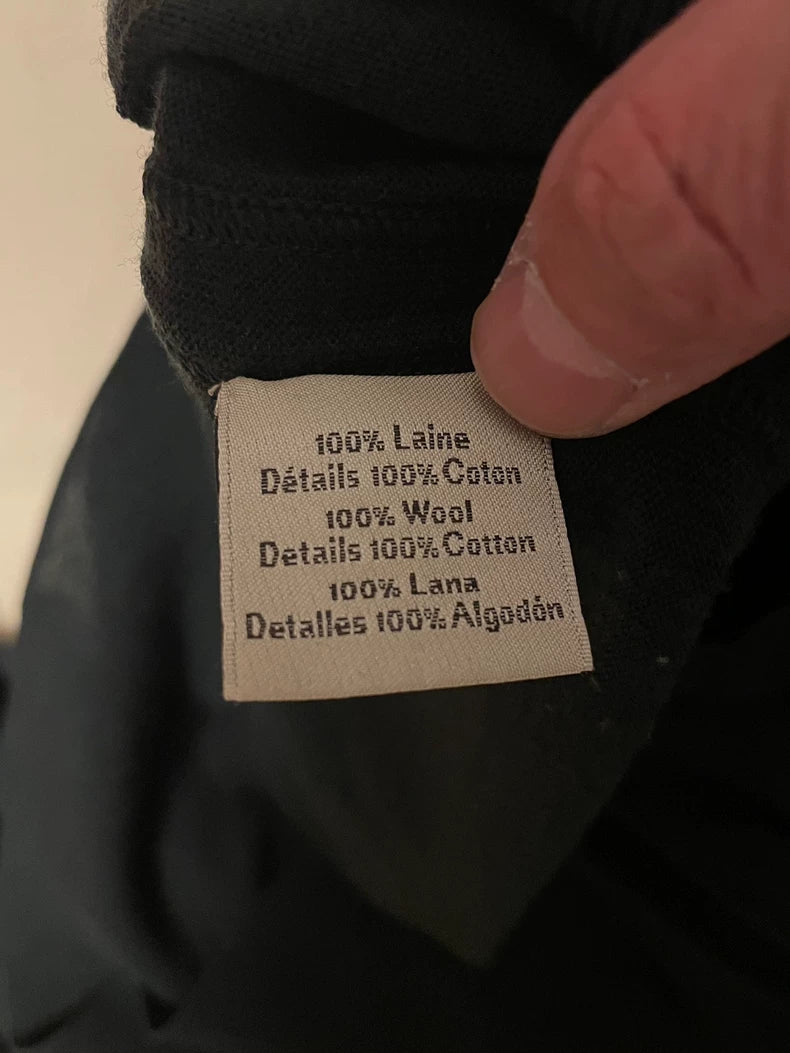 100% Laine
Détails 100% Coton
100% Wool
Details 100% Cotton
100% Lana
Detalles 100% Algodón